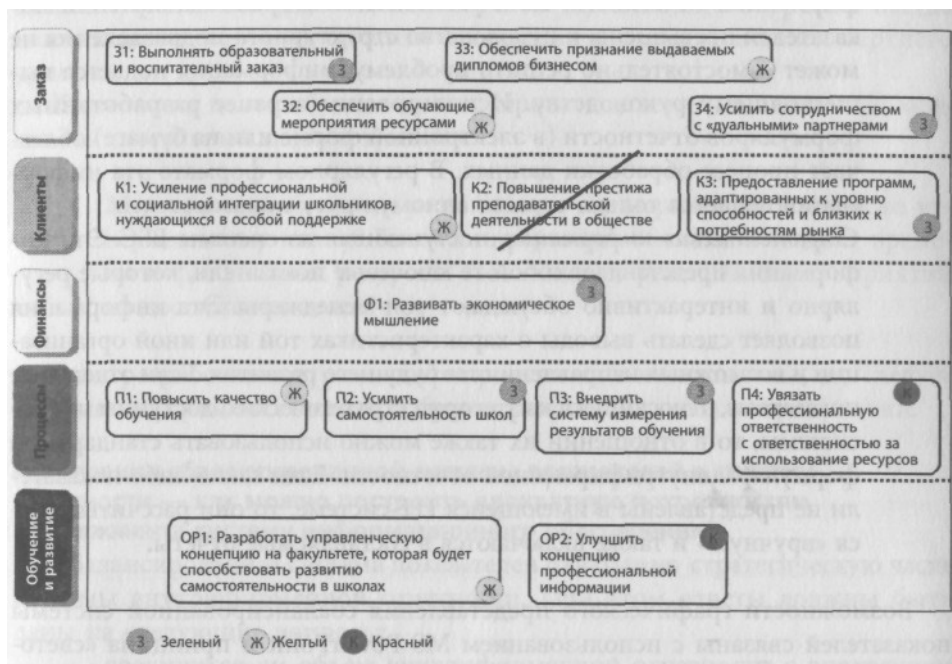 Заказ
З1: Выполнять образовательный
и воспитательный заказ
З
З3: Обеспечить признание выдаваемых
дипломов бизнесом
Ж
З2: Обеспечить обучение и
мероприятия ресурсами
Ж
З4: Усилить сотрудничеством
с «дуальными» партнерами
З
Клиенты
К1: Усиление профессиональной
и социальной интеграции школьников,
нуждающихся в особой поддержке
Ж
К2: Повышение престижа
преподавательской
деятельности в обществе
К3: Предоставление программ,
адаптированных к уровню
способностей и близких к
потребностям рынка
З
Финансы
Ф1: Развивать экономическое
мышление
З
Процессы
П1: Повысить качество
обучения
Ж
П2: Усилить
самостоятельность школ
З
П3: Внедрить
систему измерения
результатов обучения
З
П4: Увязать
профессиональную
ответственность
с ответственностью за
использование ресурсов
К
Обучение
и развитие
ОР1: Разработать управленческую
концепцию на факультете, которая будет
способствовать развитию
самостоятельности в школах
Ж
ОР2: Улучшить
концепцию
профессиональной
информации
К
З Зеленый Ж Желтый К Красный